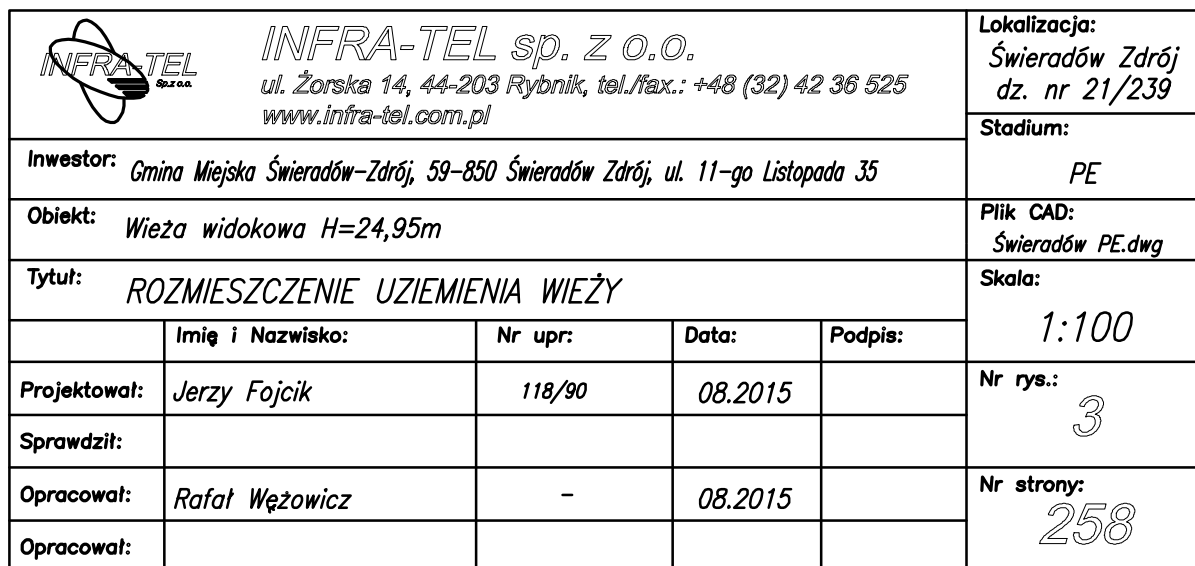 INFRA-TEL
Sp.z o.o.
INFRA-TEL sp. z o.o.
ul. Żorska 14, 44-203 Rybnik, tel./fax.: +48 (32) 42 36 525
www.infra-tel.com.pl
Lokalizacja:
Świeradów Zdrój
dz. nr 21/239
Stadium:
PE
Inwestor: Gmina Miejska Świeradów-Zdrój, 59-850 Świeradów Zdrój, ul. 11-go Listopada 35
Obiekt: Wieża widokowa H=24,95m
Plik CAD:
Świeradów PE.dwg
Tytuł: ROZMIESZCZENIE UZIEMIENIA WIEŻY
Skala:
1:100
Imię i Nazwisko: Nr upr: Data: Podpis:
Projektował: Jerzy Fojcik 118/90 08.2015
Nr rys.:
3
Sprawdził:
Opracował: Rafał Wężowicz - 08.2015
Nr strony:
258
Opracował: